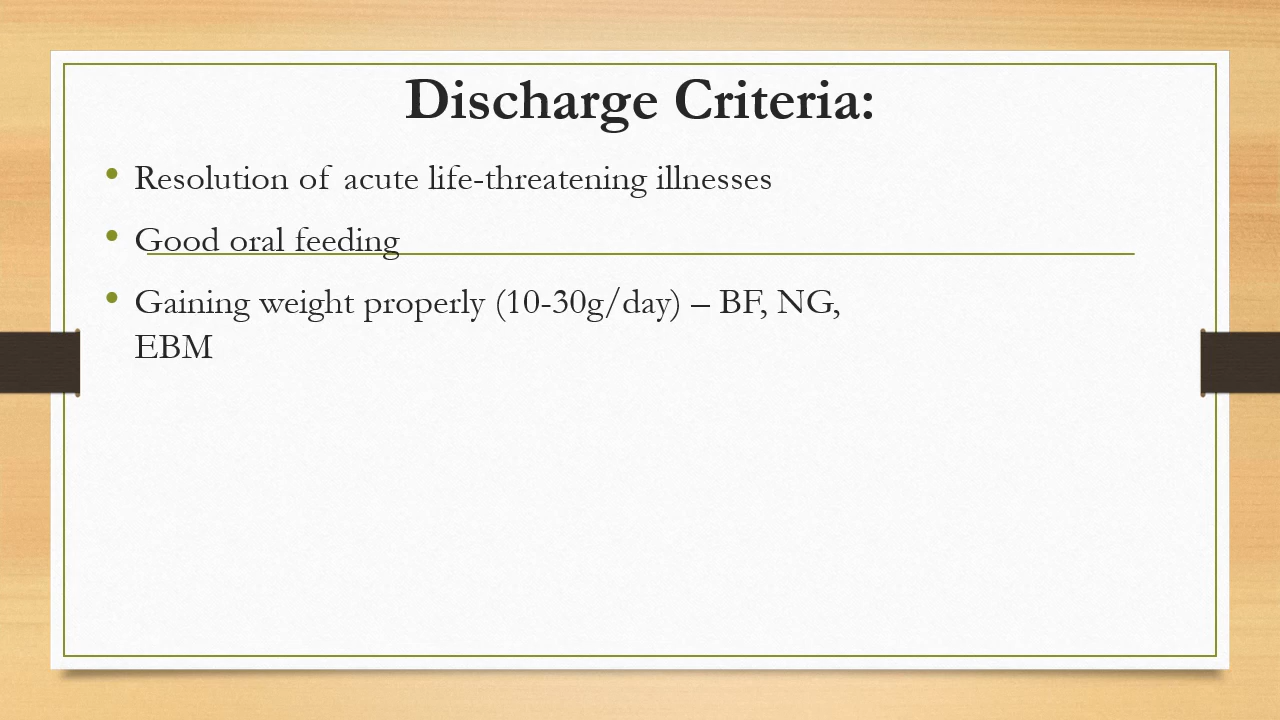 Discharge Criteria:
• Resolution of acute life-threatening illnesses
• Good oral feeding
• Gaining weight properly (10-30g/day) – BF, NG,
EBM